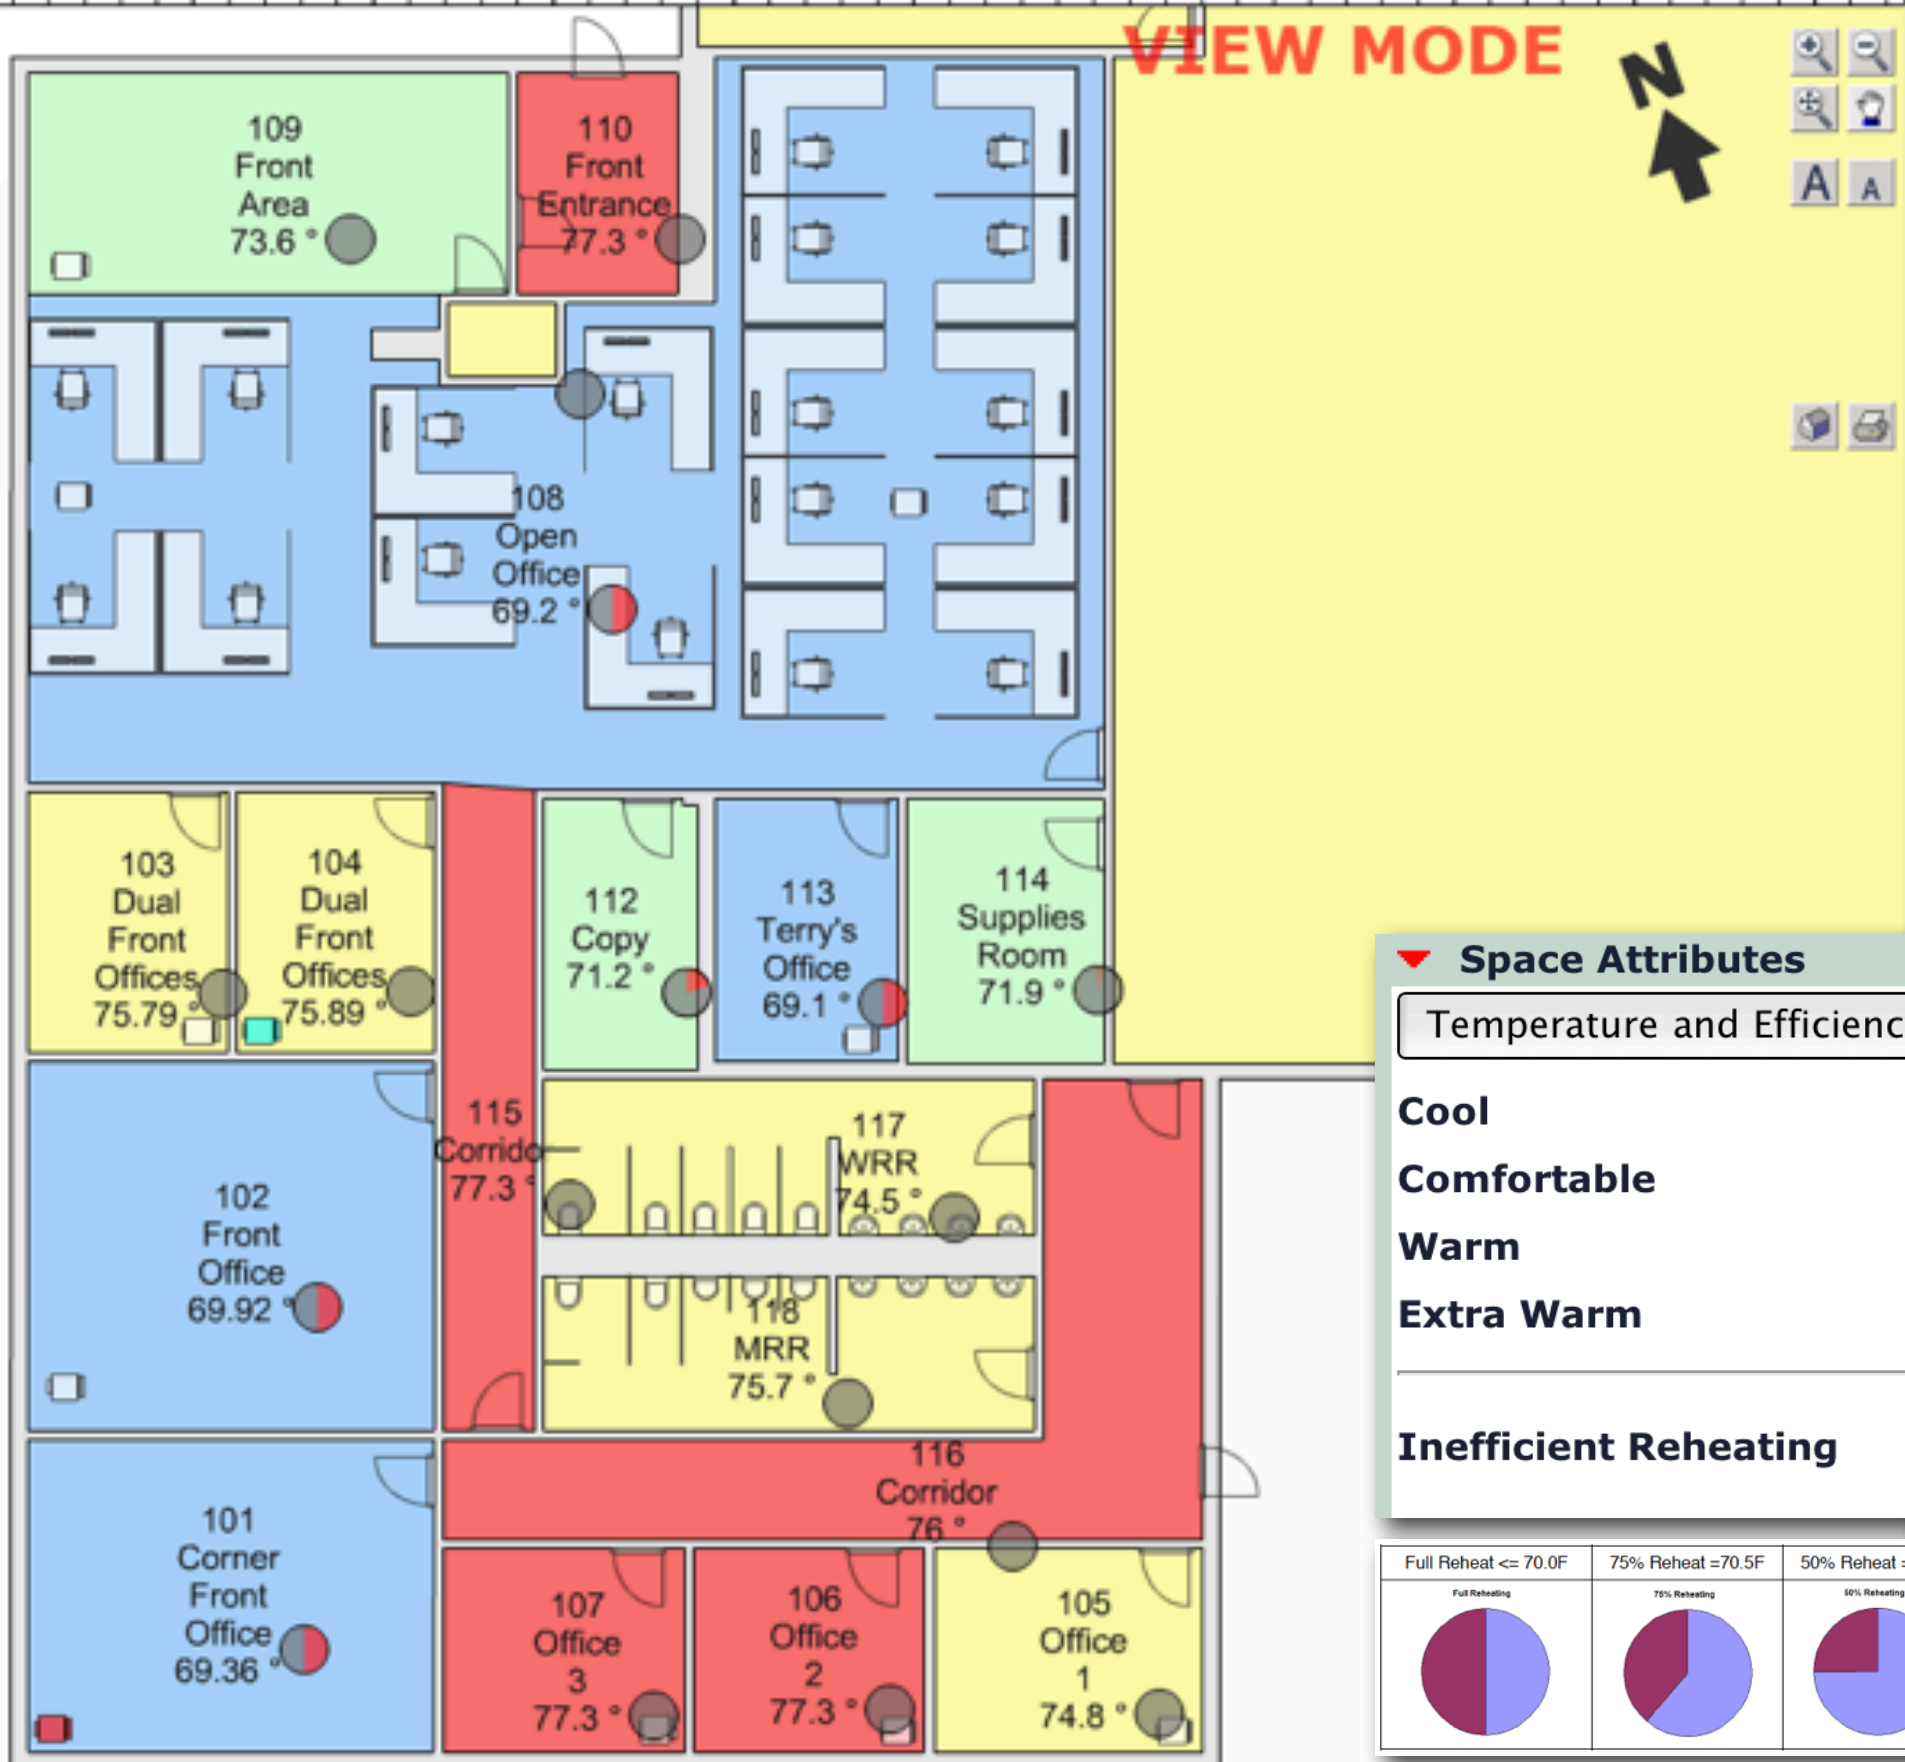 VIEW MODE
N
A A
109
Front
Area
73.6 °
110
Front
Entrance
77.3 °
108
Open
Office
69.2 °
103
Dual
Front
Offices
75.79 °
104
Dual
Front
Offices
75.89 °
112
Copy
71.2 °
113
Terry's
Office
69.1 °
114
Supplies
Room
71.9 °
115
Corrido
77.3 °
117
WRR
74.5 °
102
Front
Office
69.92 °
118
MRR
75.7 °
116
Corridor
76 °
101
Corner
Front
Office
69.36 °
107
Office
3
77.3 °
106
Office
2
77.3 °
105
Office
1
74.8 °
Space Attributes
Temperature and Efficienc
Cool
Comfortable
Warm
Extra Warm
Inefficient Reheating
Full Reheat <= 70.0F
75% Reheat =70.5F
50% Reheat =
Full Reheating
75% Reheating
50% Reheating